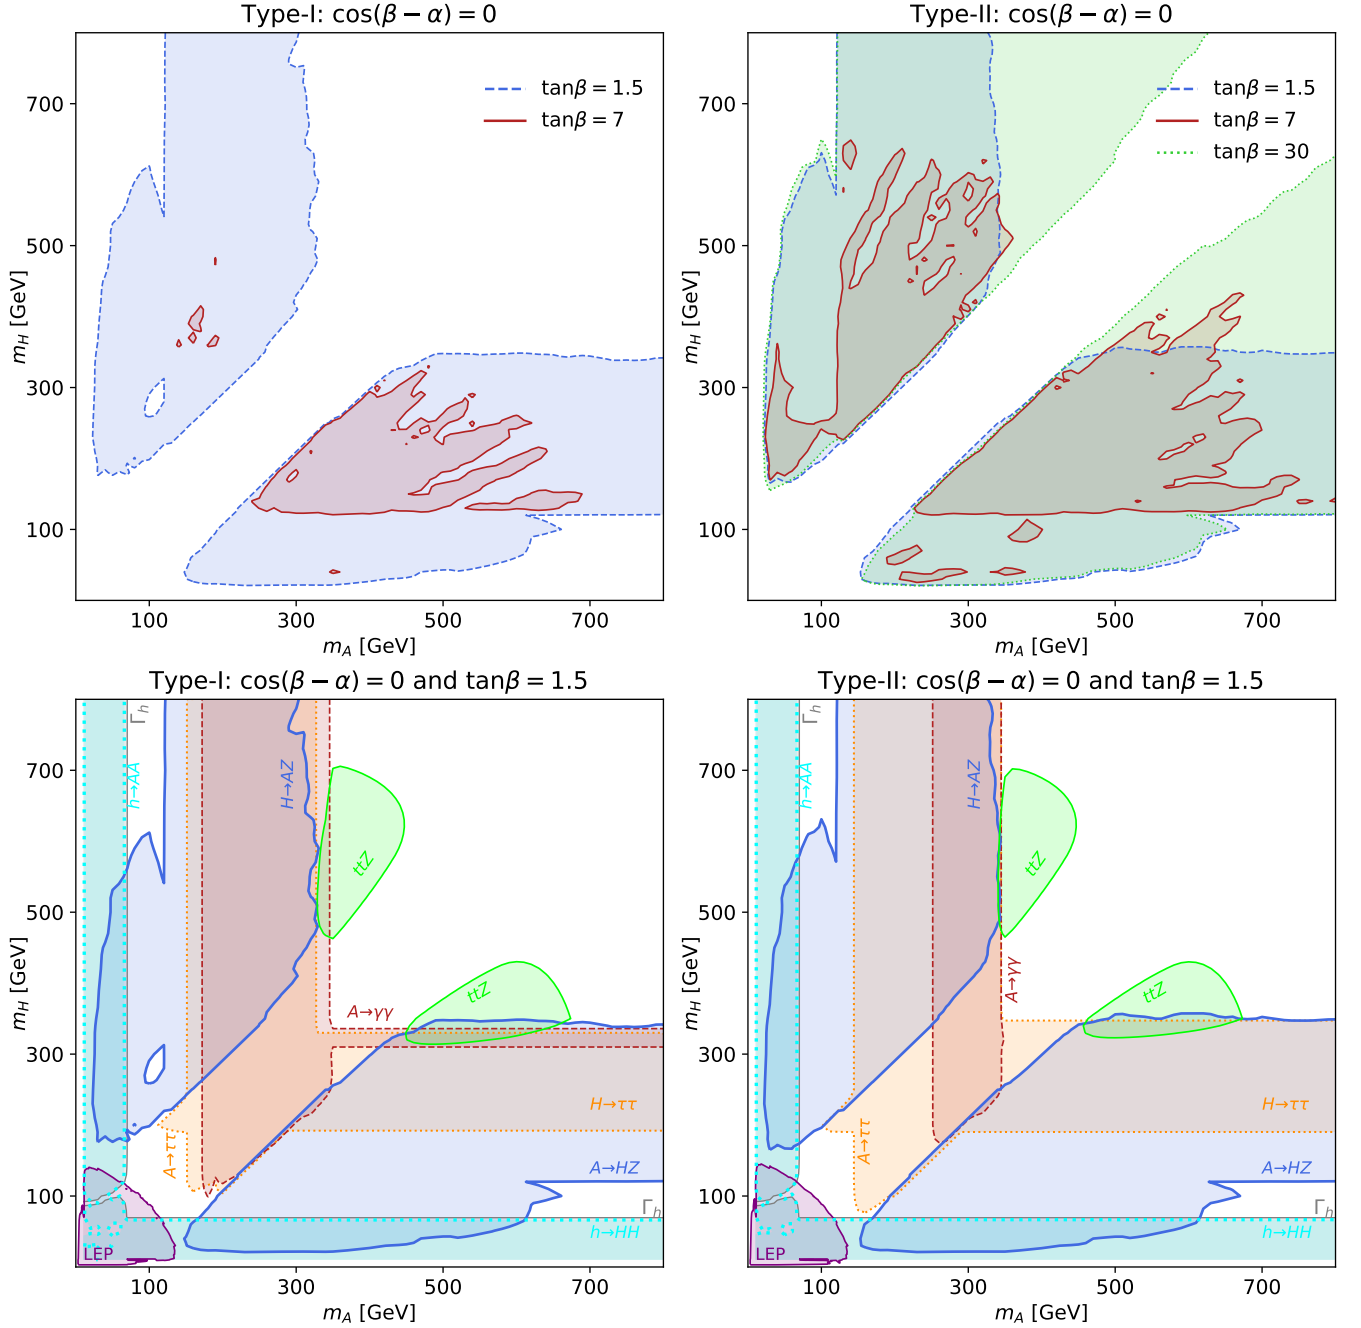 Type-I: cos(β − α) = 0
tanβ = 1.5
tanβ = 7
700
500
300
100
m_H [GeV]
100 300 500 700
m_A [GeV]
Type-II: cos(β − α) = 0
tanβ = 1.5
tanβ = 7
tanβ = 30
700
500
300
100
m_H [GeV]
100 300 500 700
m_A [GeV]
Type-I: cos(β − α) = 0 and tanβ = 1.5
Γ_h
h→AA
H→AZ
ttZ
ttZ
A→γγ
H→ττ
A→ττ
A→HZ
Γ_h
h→HH
LEP
700
500
300
100
m_H [GeV]
100 300 500 700
m_A [GeV]
Type-II: cos(β − α) = 0 and tanβ = 1.5
Γ_h
h→AA
H→AZ
ttZ
ttZ
A→γγ
H→ττ
A→ττ
A→HZ
Γ_h
h→HH
LEP
700
500
300
100
m_H [GeV]
100 300 500 700
m_A [GeV]